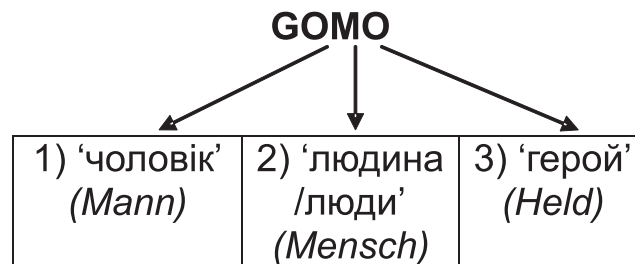 GOMO
1) ‘чоловік’
(Mann)
2) ‘людина
/люди’
(Mensch)
3) ‘герой’
(Held)